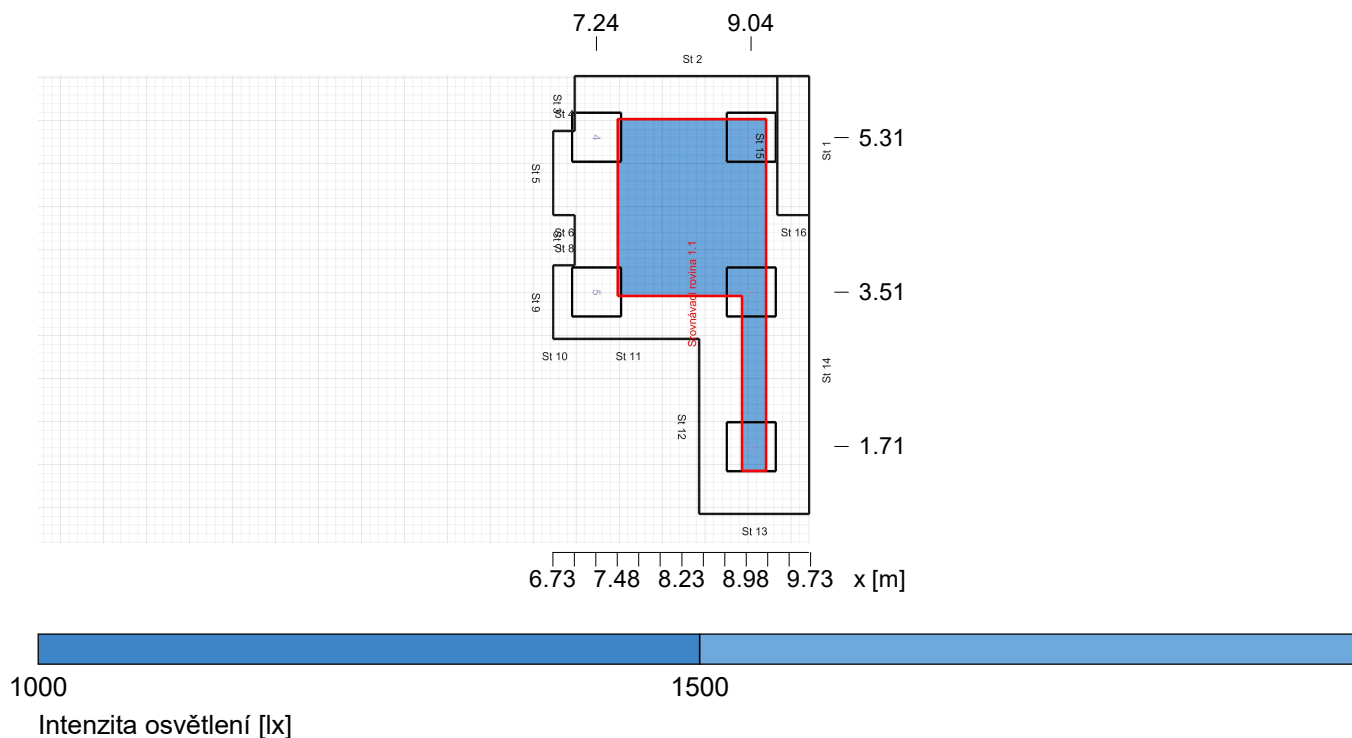 7.24 9.04
St 2
St 3
St 4
4
St 15
St 1
5.31
St 5
St 6
St 7
St 8
St 16
Srovnávací rovina 1.1
St 9
5
3.51
St 10 St 11
St 14
St 12
1.71
St 13
6.73 7.48 8.23 8.98 9.73 x [m]
1000 1500
Intenzita osvětlení [lx]